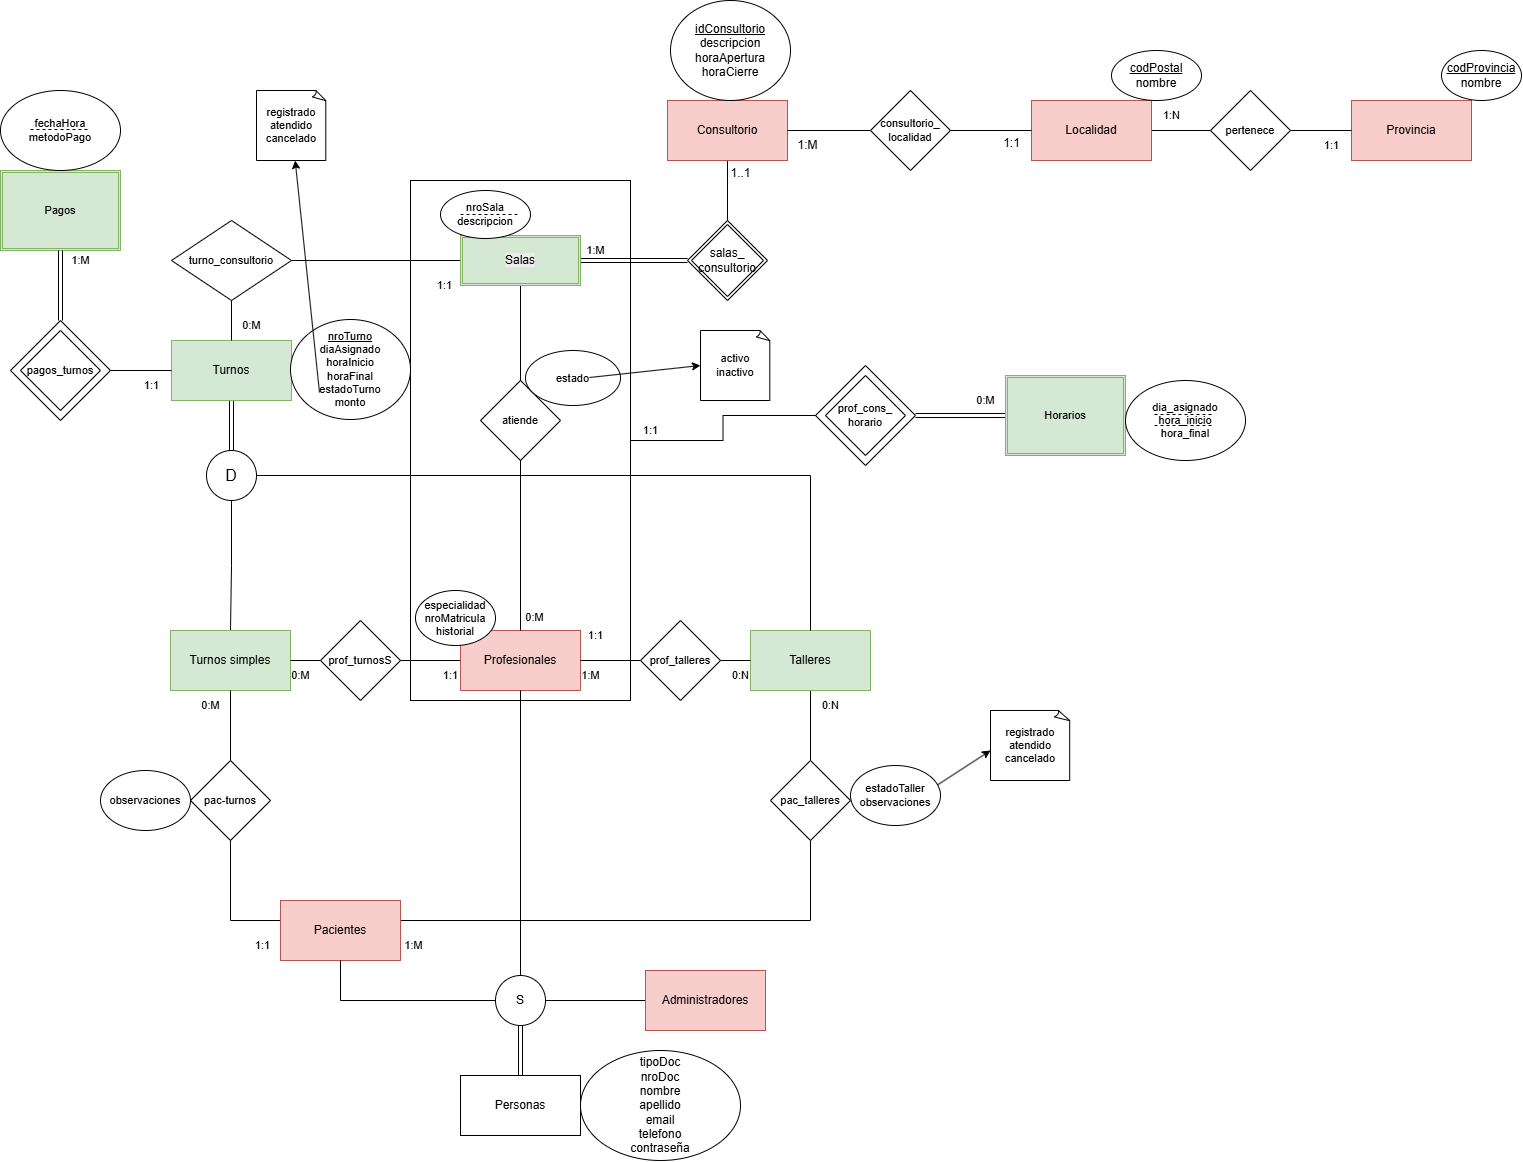 idConsultorio
descripcion
horaApertura
horaCierre
codPostal
nombre
codProvincia
nombre
fechaHora
metodoPago
registrado
atendido
cancelado
Consultorio
1:M
consultorio_
localidad
1:1
Localidad
1:N
pertenece
1:1
Provincia
1..1
Pagos
1:M
nroSala
descripcion
turno_consultorio
1:1
Salas
1:M
salas_
consultorio
0:M
nroTurno
diaAsignado
horaInicio
horaFinal
estadoTurno
monto
pagos_turnos
1:1
Turnos
estado
activo
inactivo
atiende
1:1
prof_cons_
horario
0:M
Horarios
dia_asignado
hora_inicio
hora_final
D
especialidad
nroMatricula
historial
0:M
1:1
Turnos simples
0:M
prof_turnosS
1:1
Profesionales
1:M
prof_talleres
0:N
Talleres
0:M
0:N
registrado
atendido
cancelado
observaciones
pac-turnos
pac_talleres
estadoTaller
observaciones
Pacientes
1:1
1:M
S
Administradores
Personas
tipoDoc
nroDoc
nombre
apellido
email
telefono
contraseña